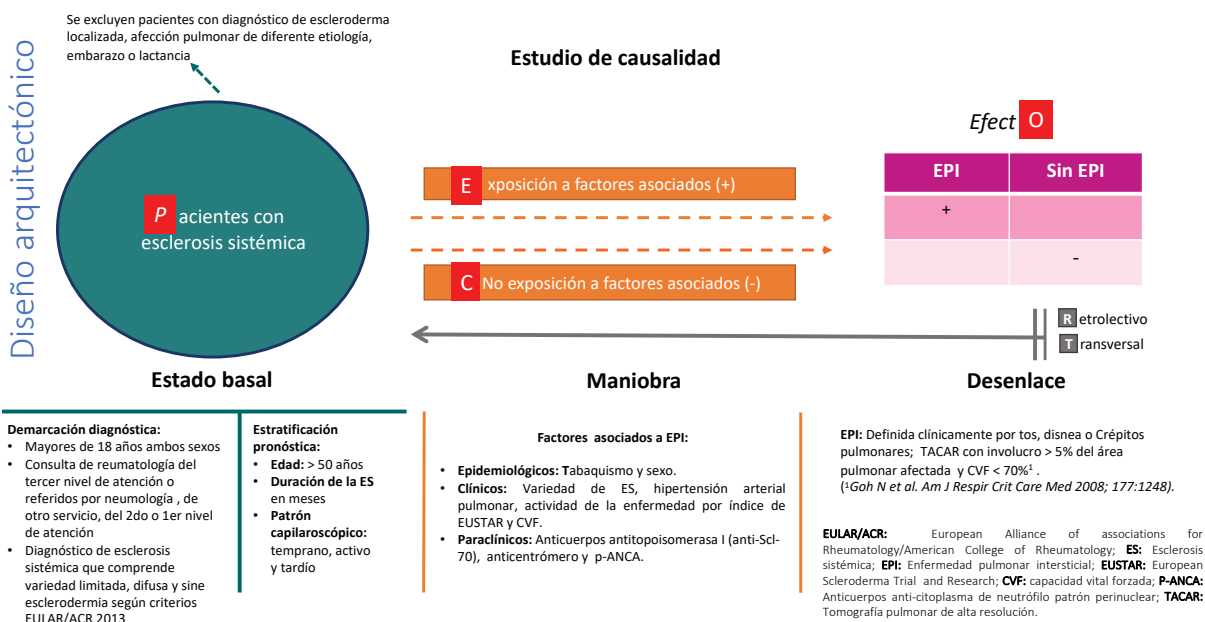 Se excluyen pacientes con diagnóstico de escleroderma
localizada, afección pulmonar de diferente etiología,
embarazo o lactancia
Diseño arquitectónico
Estudio de causalidad
P acientes con
esclerosis sistémica
E xposición a factores asociados (+)
C No exposición a factores asociados (-)
Efect O
EPI Sin EPI
+
-
R etrolectivo
T ransversal
Estado basal
Maniobra
Desenlace
Demarcación diagnóstica:
• Mayores de 18 años ambos sexos
• Consulta de reumatología del
tercer nivel de atención o
referidos por neumología , de
otro servicio, del 2do o 1er nivel
de atención
• Diagnóstico de esclerosis
sistémica que comprende
variedad limitada, difusa y sine
esclerodermia según criterios
EULAR/ACR 2013
Estratificación
pronóstica:
• Edad: > 50 años
• Duración de la ES
en meses
• Patrón
capilaroscópico:
temprano, activo
y tardío
Factores asociados a EPI:
• Epidemiológicos: Tabaquismo y sexo.
• Clínicos: Variedad de ES, hipertensión arterial
pulmonar, actividad de la enfermedad por índice de
EUSTAR y CVF.
• Paraclínicos: Anticuerpos antitopoisomerasa I (anti-Scl-
70), anticentrómero y p-ANCA.
EPI: Definida clínicamente por tos, disnea o Crépitos
pulmonares; TACAR con involucro > 5% del área
pulmonar afectada y CVF < 70%¹ .
(¹Goh N et al. Am J Respir Crit Care Med 2008; 177:1248).
EULAR/ACR: European Alliance of associations for
Rheumatology/American College of Rheumatology; ES: Esclerosis
sistémica; EPI: Enfermedad pulmonar intersticial; EUSTAR: European
Scleroderma Trial and Research; CVF: capacidad vital forzada; P-ANCA:
Anticuerpos anti-citoplasma de neutrófilo patrón perinuclear; TACAR:
Tomografía pulmonar de alta resolución.